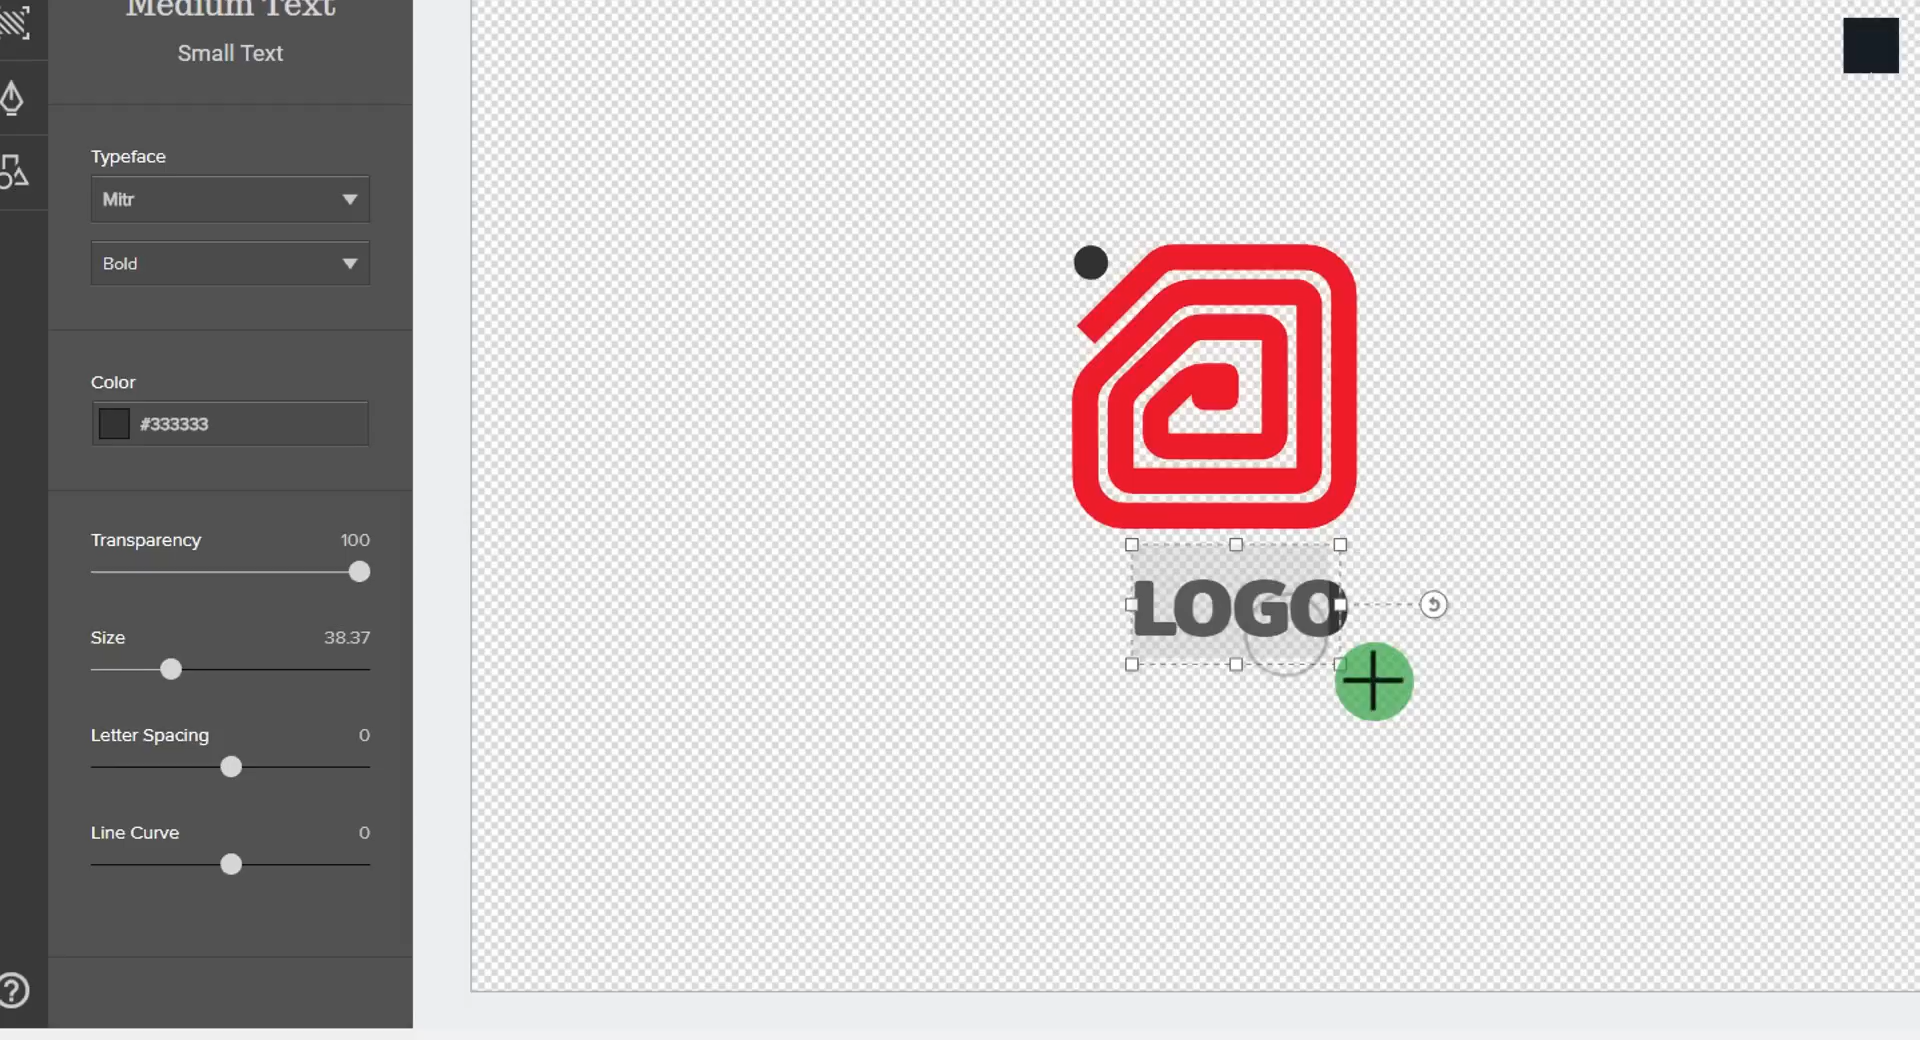 Medium Text
Small Text
Typeface
Mitr
Bold
Color
#333333
Transparency 100
Size 38.37
Letter Spacing 0
Line Curve 0
LOGO